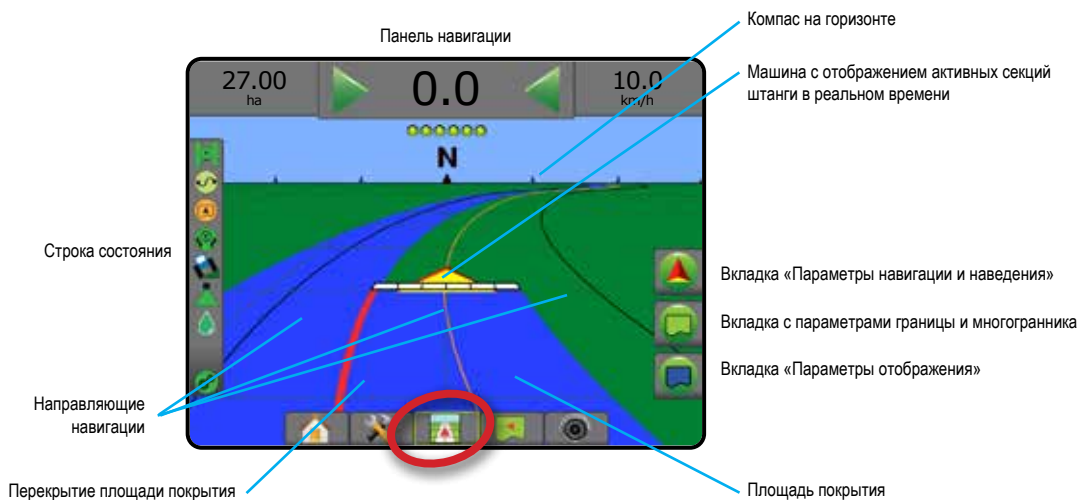 Панель навигации
Компас на горизонте
Машина с отображением активных секций
штанги в реальном времени
27.00
ha
0.0
10.0
km/h
N
Строка состояния
Вкладка «Параметры навигации и наведения»
Вкладка с параметрами границы и многогранника
Вкладка «Параметры отображения»
Направляющие
навигации
Перекрытие площади покрытия
Площадь покрытия